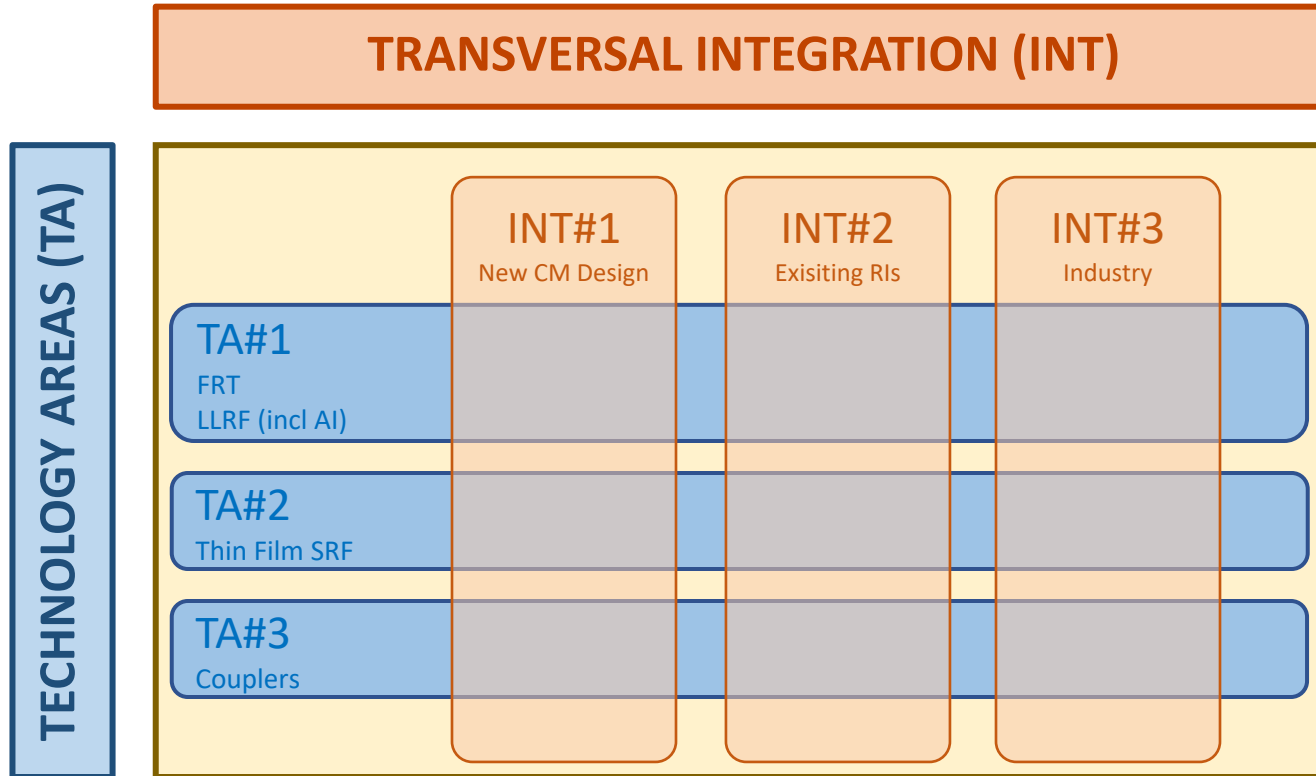 TRANSVERSAL INTEGRATION (INT)
TECHNOLOGY AREAS (TA)
INT#1
New CM Design
INT#2
Exisiting RIs
INT#3
Industry
TA#1
FRT
LLRF (incl AI)
TA#2
Thin Film SRF
TA#3
Couplers